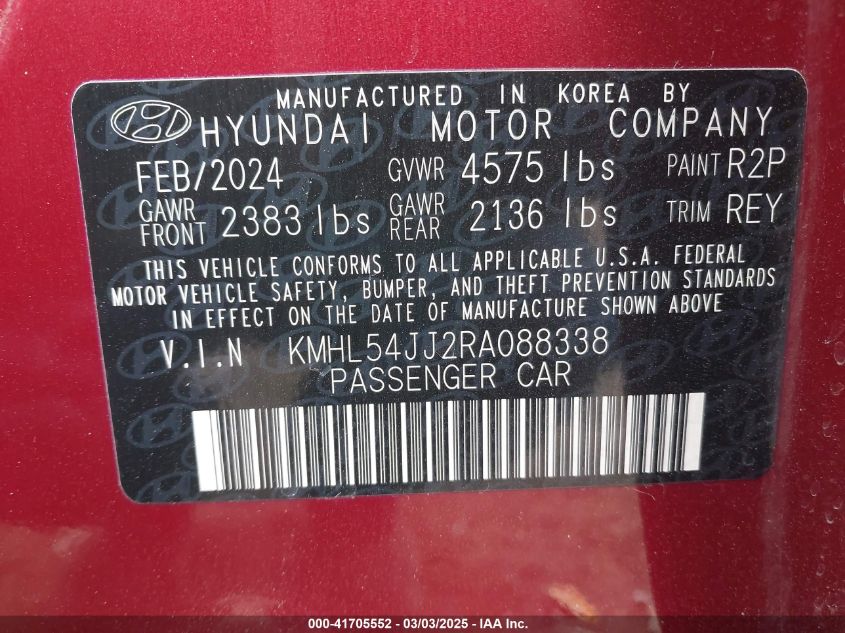 MANUFACTURED IN KOREA BY
HYUNDAI MOTOR COMPANY
FEB/2024 GVWR 4575 lbs PAINT R2P
GAWR FRONT 2383 lbs GAWR REAR 2136 lbs TRIM REY
THIS VEHICLE CONFORMS TO ALL APPLICABLE U.S.A. FEDERAL
MOTOR VEHICLE SAFETY, BUMPER, AND THEFT PREVENTION STANDARDS
IN EFFECT ON THE DATE OF MANUFACTURE SHOWN ABOVE
V.I.N KMHL54JJ2RA088338
PASSENGER CAR
000-41705552 - 03/03/2025 - IAA Inc.